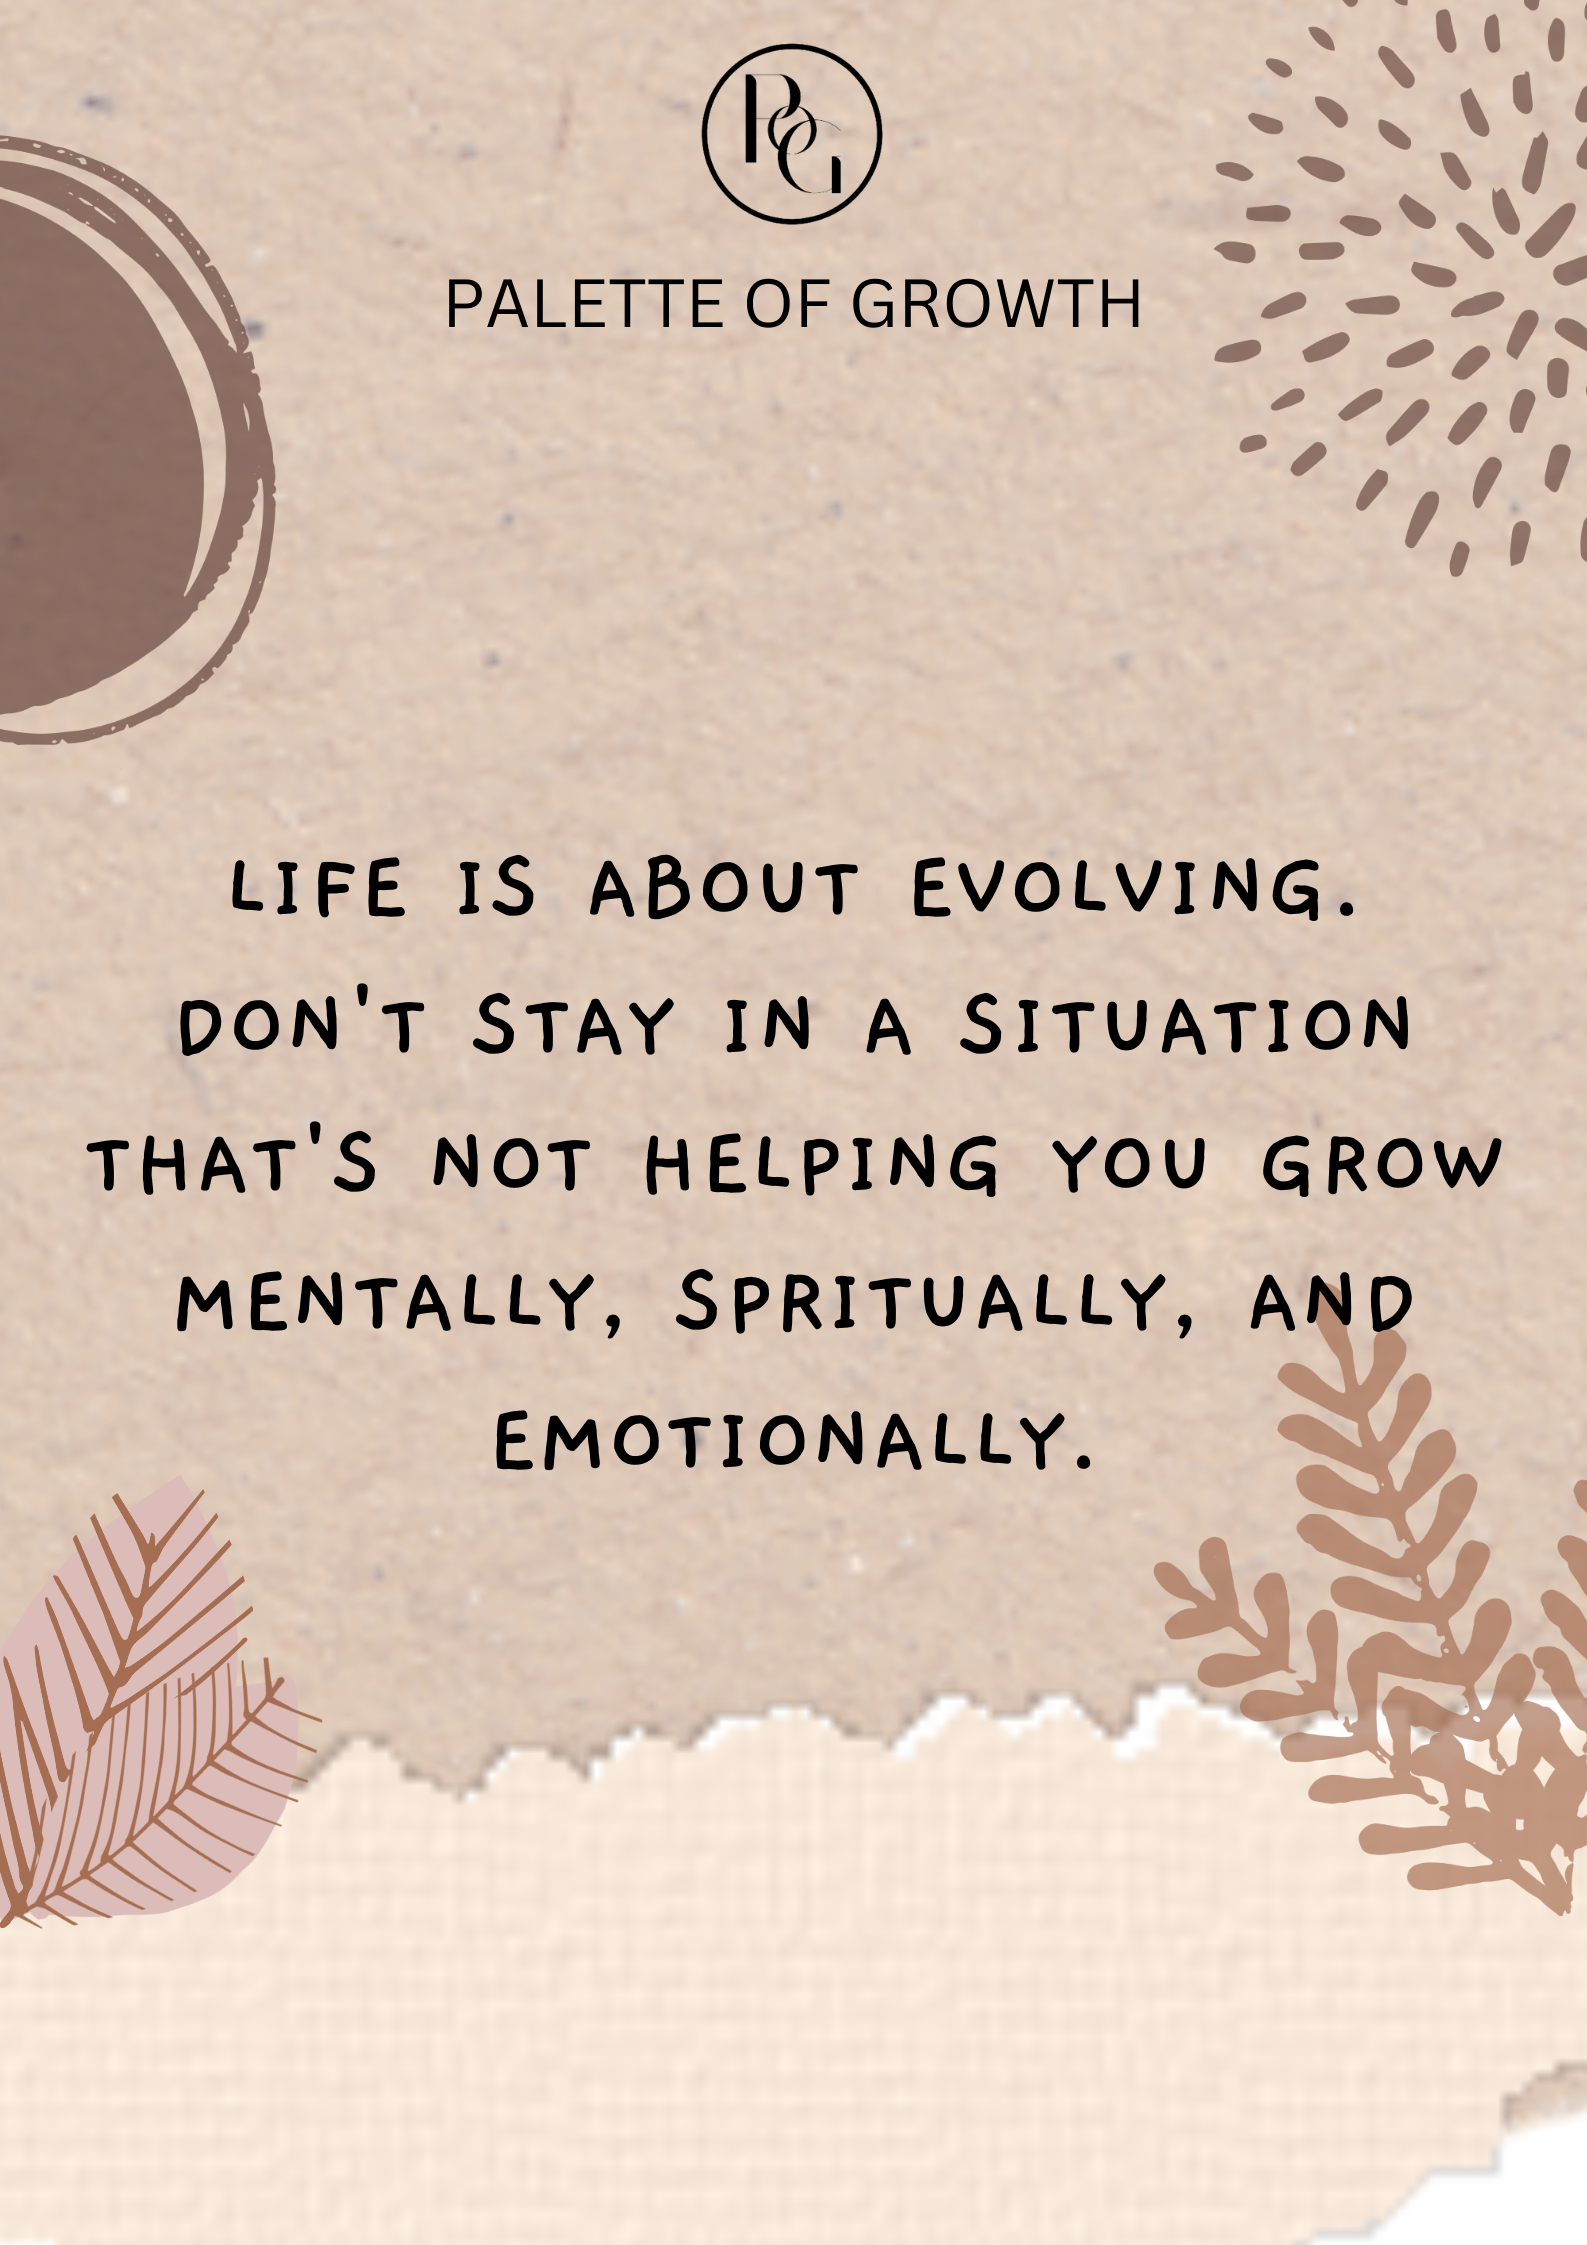 POG
PALETTE OF GROWTH
LIFE IS ABOUT EVOLVING.
DON'T STAY IN A SITUATION
THAT'S NOT HELPING YOU GROW
MENTALLY, SPRITUALLY, AND
EMOTIONALLY.